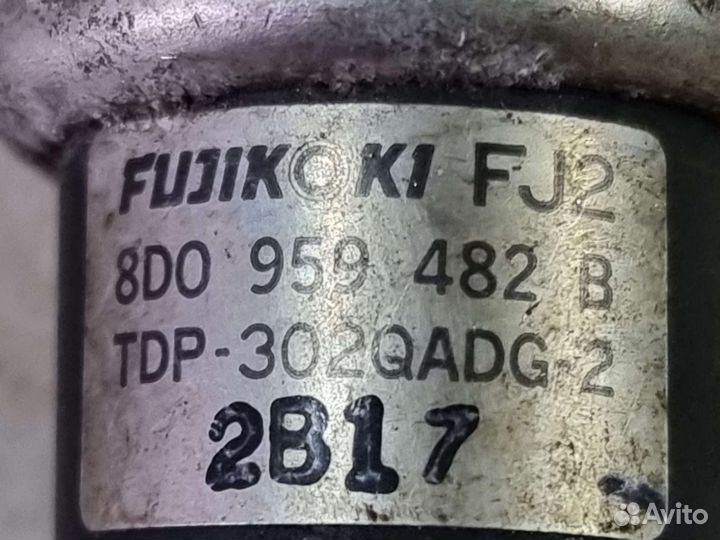 FUJIKOKI FJ2
8D0 959 482 B
TDP-302QADG-2
2B17
Avito